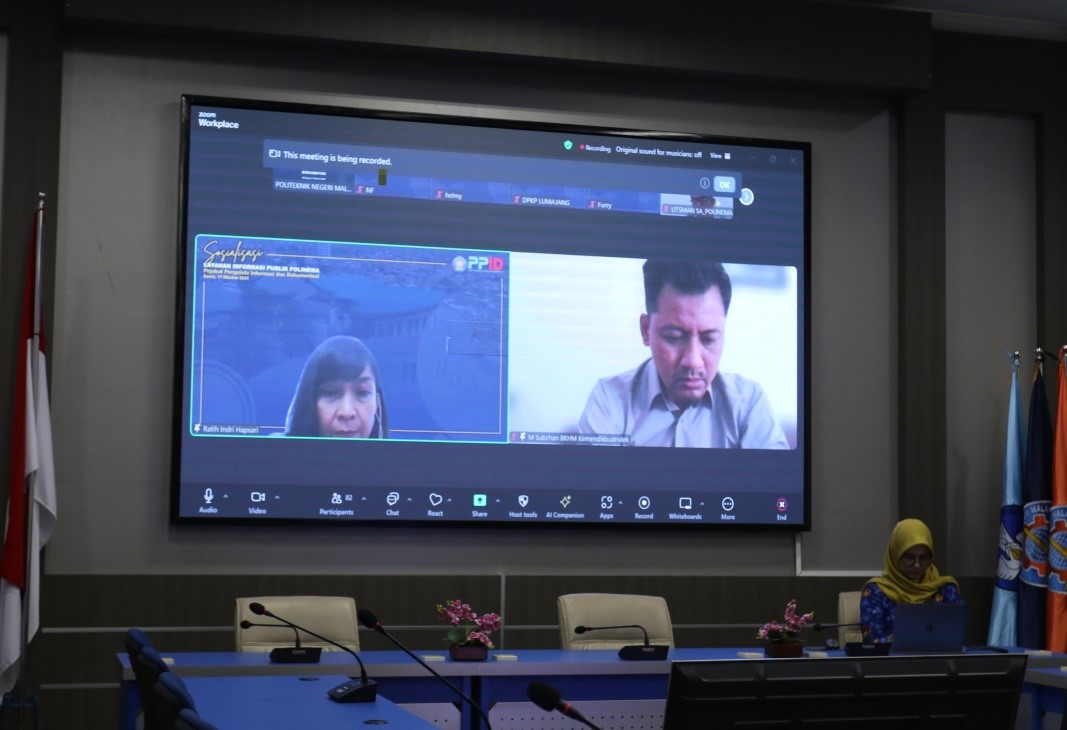 zoom
Workplace
Recording
Original sound for musicians: off
View
This meeting is being recorded.
OK
POLITEKNIK NEGERI MAL...
NF
helmy
DPKP LUMAJANG
Furry
UTSMAN SA_POLINEMA
Sosialisasi
LAYANAN INFORMASI PUBLIK POLINEMA
Pejabat Pengelola Informasi dan Dokumentasi
Kamis, 17 Oktober 2024
PPID
Ratih Indri Hapsari
M Subchan BKHM Kemendikbudristek
82
Audio
Video
Participants
Chat
React
Share
Host tools
AI Companion
Apps
Record
Whiteboards
More
End